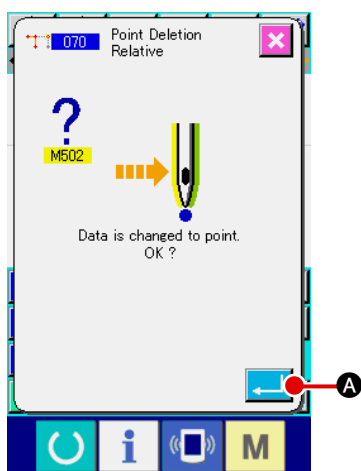 070 Point Deletion
Relative
?
M502
Data is changed to point.
OK ?
A
i
M